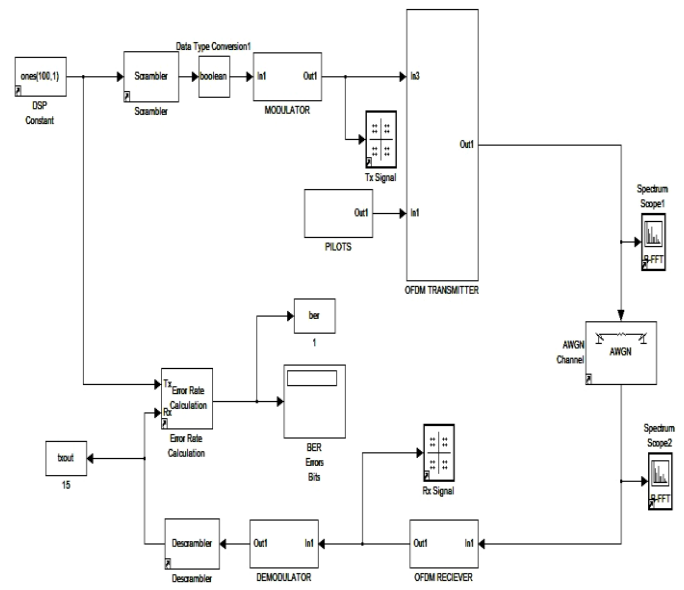 Data Type Conversion1
ones(100,1)
DSP
Constant
Scrambler
Scrambler
boolean
In1
Out1
MODULATOR
Tx Signal
Out1
PILOTS
In3
Out1
In1
OFDM TRANSMITTER
Spectrum
Scope1
B-FFT
AWGN
Channel
AWGN
ber
1
Tx
Error Rate
Calculation
Rx
Error Rate
Calculation
BER
Errors
Bits
txout
15
Rx Signal
Spectrum
Scope2
B-FFT
Descrambler
Descrambler
Out1
In1
DEMODULATOR
Out1
In1
OFDM RECIEVER